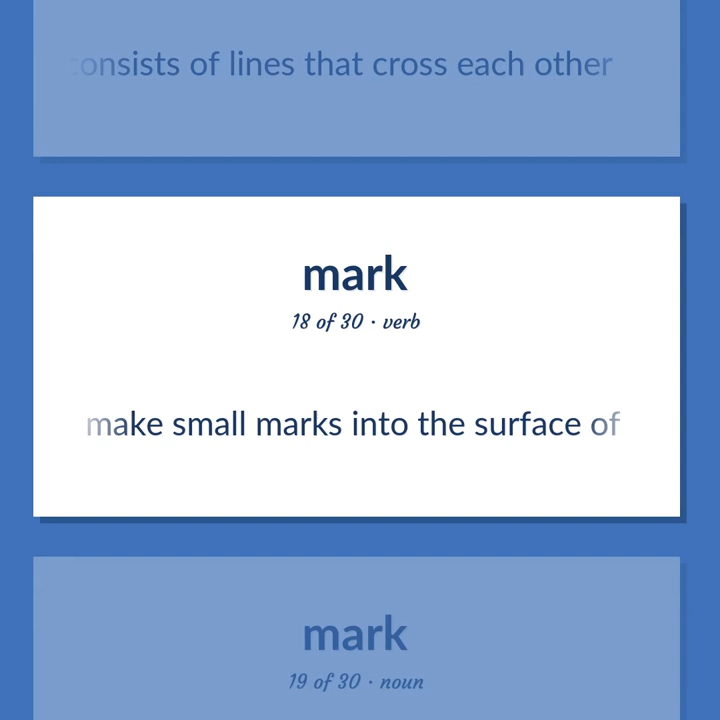 consists of lines that cross each other
mark
18 of 30 · verb
make small marks into the surface of
mark
19 of 30 · noun